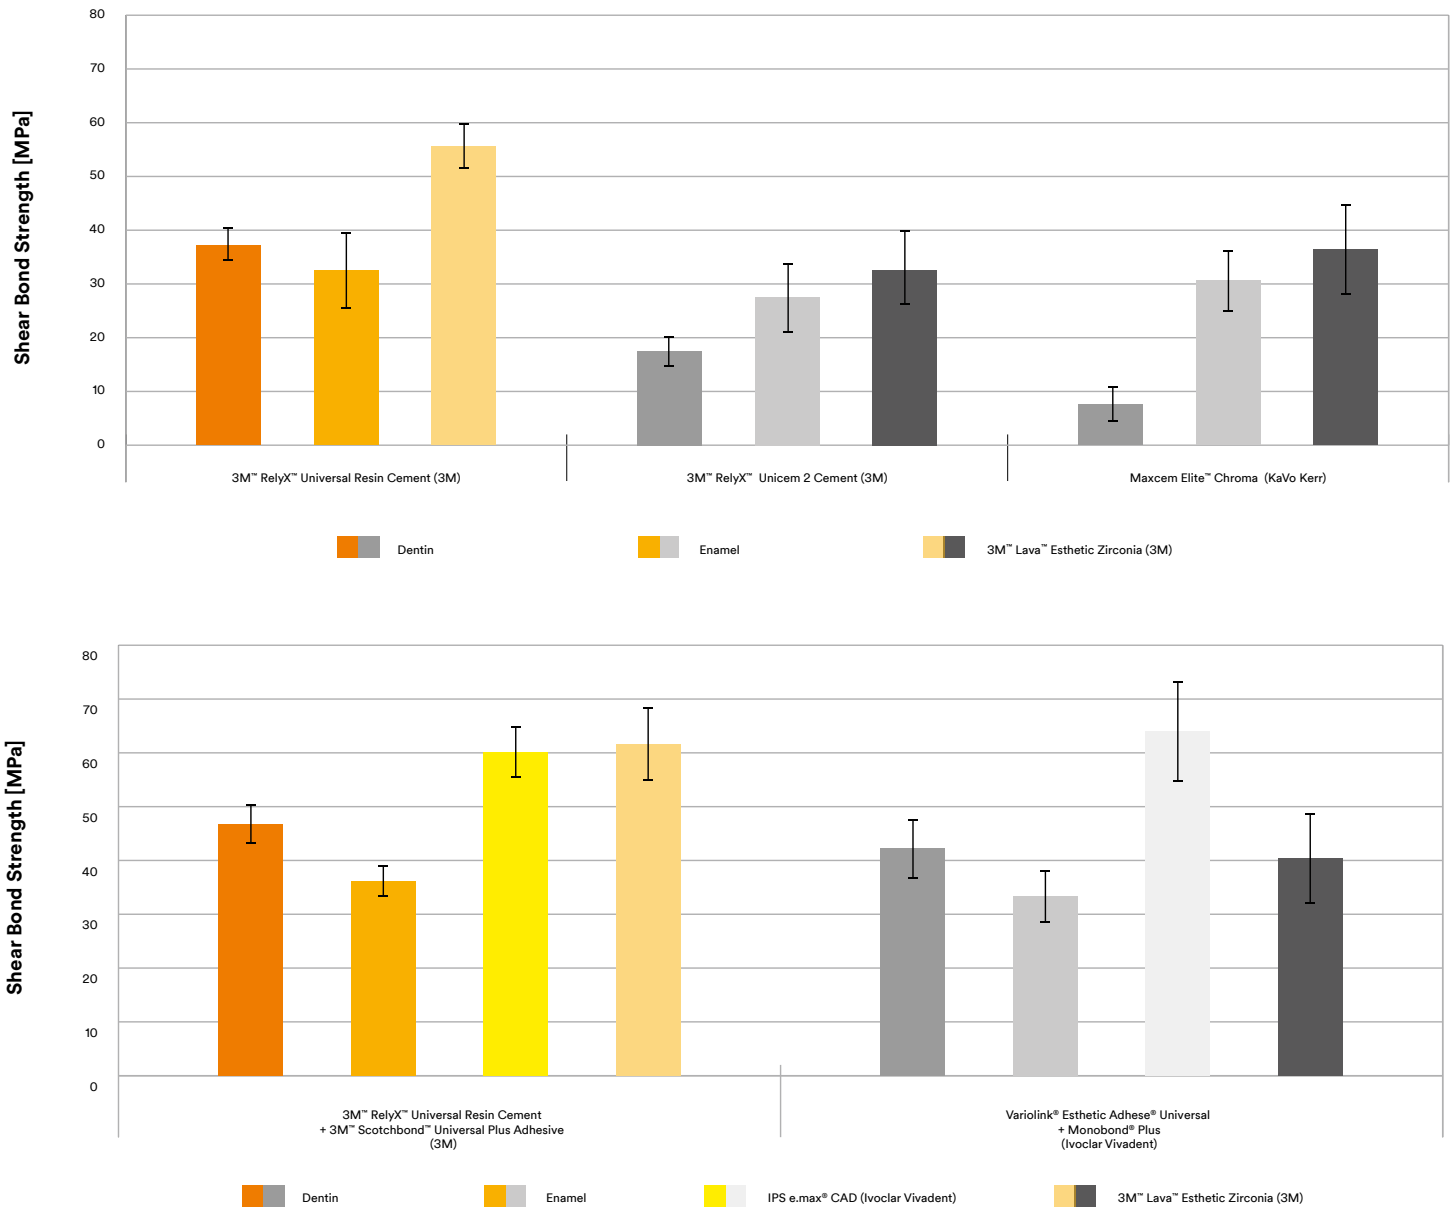 80
70
60
50
40
30
20
10
0
Shear Bond Strength [MPa]
3M™ RelyX™ Universal Resin Cement (3M)
3M™ RelyX™ Unicem 2 Cement (3M)
Maxcem Elite™ Chroma (KaVo Kerr)
Dentin
Enamel
3M™ Lava™ Esthetic Zirconia (3M)
80
70
60
50
40
30
20
10
0
Shear Bond Strength [MPa]
3M™ RelyX™ Universal Resin Cement
+ 3M™ Scotchbond™ Universal Plus Adhesive
(3M)
Variolink® Esthetic Adhese® Universal
+ Monobond® Plus
(Ivoclar Vivadent)
Dentin
Enamel
IPS e.max® CAD (Ivoclar Vivadent)
3M™ Lava™ Esthetic Zirconia (3M)